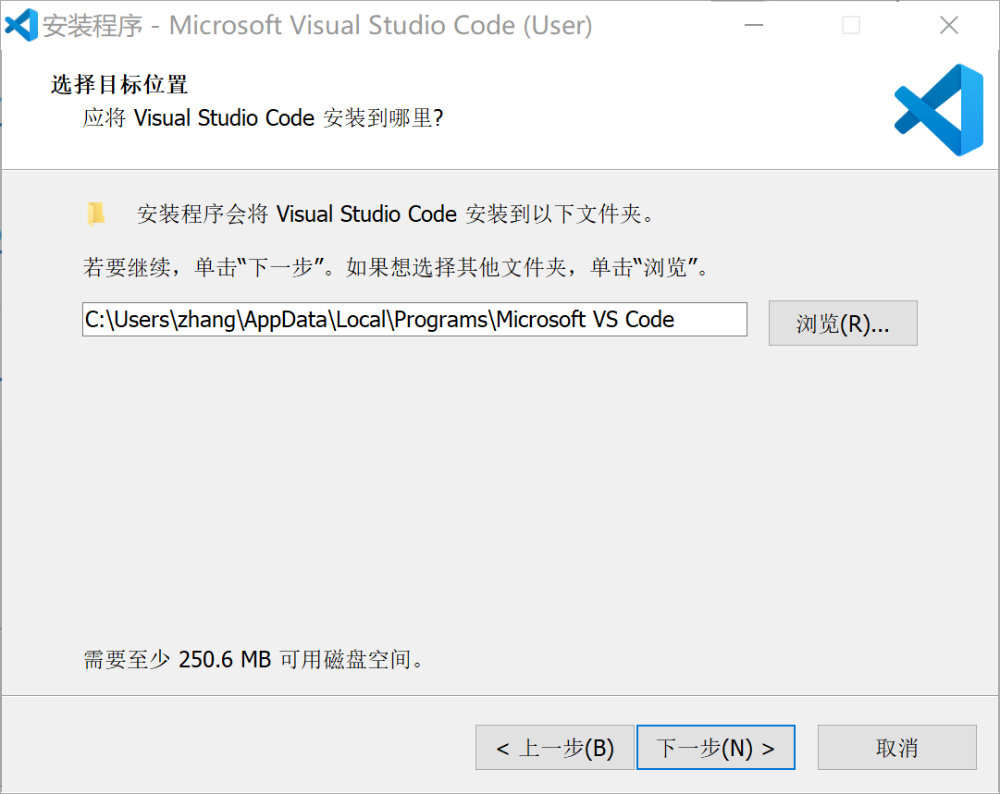 安装程序 - Microsoft Visual Studio Code (User)
选择目标位置
应将 Visual Studio Code 安装到哪里?
安装程序会将 Visual Studio Code 安装到以下文件夹。
若要继续，单击“下一步”。如果想选择其他文件夹，单击“浏览”。
C:\Users\zhang\AppData\Local\Programs\Microsoft VS Code
浏览(R)...
需要至少 250.6 MB 可用磁盘空间。
< 上一步(B)
下一步(N) >
取消